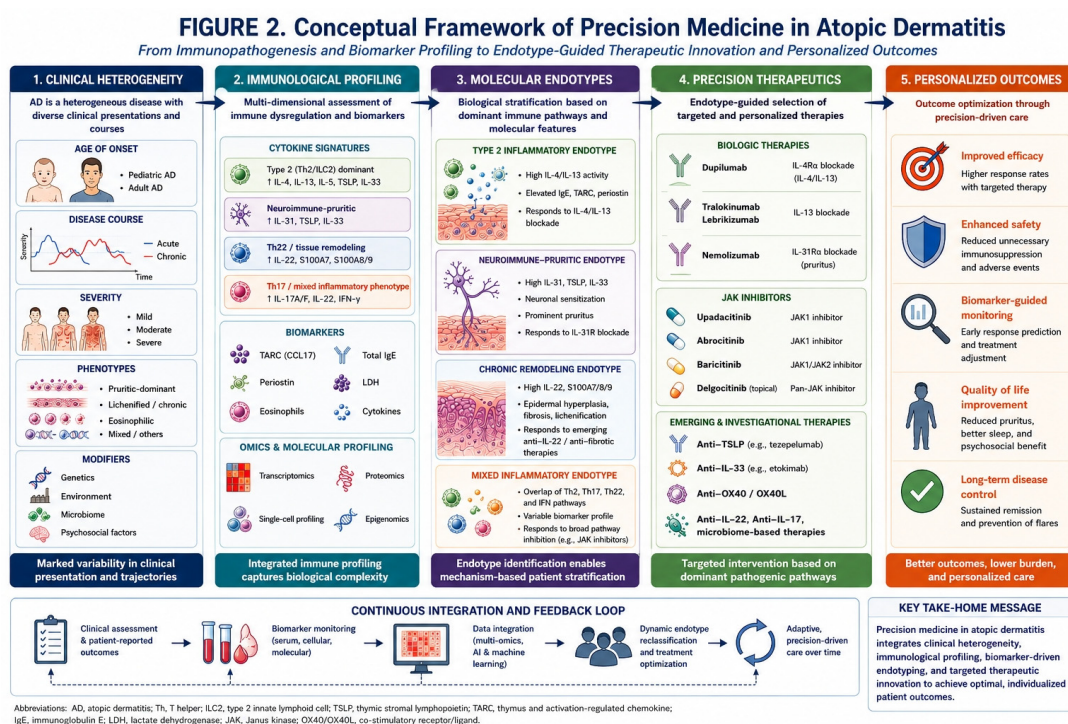 FIGURE 2. Conceptual Framework of Precision Medicine in Atopic Dermatitis
From Immunopathogenesis and Biomarker Profiling to Endotype-Guided Therapeutic Innovation and Personalized Outcomes
1. CLINICAL HETEROGENEITY
AD is a heterogeneous disease with
diverse clinical presentations and
courses
AGE OF ONSET
• Pediatric AD
• Adult AD
DISEASE COURSE
Severity
Acute
Chronic
Time
SEVERITY
• Mild
• Moderate
• Severe
PHENOTYPES
• Pruritic-dominant
• Lichenified / chronic
• Eosinophilic
• Mixed / others
MODIFIERS
Genetics
Environment
Microbiome
Psychosocial factors
Marked variability in clinical
presentation and trajectories
2. IMMUNOLOGICAL PROFILING
Multi-dimensional assessment of
immune dysregulation and biomarkers
CYTOKINE SIGNATURES
Type 2 (Th2/ILC2) dominant
↑ IL-4, IL-13, IL-5, TSLP, IL-33
Neuroimmune-pruritic
↑ IL-31, TSLP, IL-33
Th22 / tissue remodeling
↑ IL-22, S100A7, S100A8/9
Th17 / mixed inflammatory phenotype
↑ IL-17A/F, IL-22, IFN-γ
BIOMARKERS
TARC (CCL17)
Total IgE
Periostin
LDH
Eosinophils
Cytokines
OMICS & MOLECULAR PROFILING
Transcriptomics
Proteomics
Single-cell profiling
Epigenomics
Integrated immune profiling
captures biological complexity
3. MOLECULAR ENDOTYPES
Biological stratification based on
dominant immune pathways and
molecular features
TYPE 2 INFLAMMATORY ENDOTYPE
• High IL-4/IL-13 activity
• Elevated IgE, TARC, periostin
• Responds to IL-4/IL-13
blockade
NEUROIMMUNE–PRURITIC ENDOTYPE
• High IL-31, TSLP, IL-33
• Neuronal sensitization
• Prominent pruritus
• Responds to IL-31R blockade
CHRONIC REMODELING ENDOTYPE
• High IL-22, S100A7/8/9
• Epidermal hyperplasia,
fibrosis, lichenification
• Responds to emerging
anti-IL-22 / anti-fibrotic
therapies
MIXED INFLAMMATORY ENDOTYPE
• Overlap of Th2, Th17, Th22,
and IFN pathways
• Variable biomarker profile
• Responds to broad pathway
inhibition (e.g., JAK inhibitors)
Endotype identification enables
mechanism-based patient stratification
4. PRECISION THERAPEUTICS
Endotype-guided selection of
targeted and personalized therapies
BIOLOGIC THERAPIES
Dupilumab
IL-4Rα blockade
(IL-4/IL-13)
Tralokinumab
Lebrikizumab
IL-13 blockade
Nemolizumab
IL-31Rα blockade
(pruritus)
JAK INHIBITORS
Upadacitinib JAK1 inhibitor
Abrocitinib JAK1 inhibitor
Baricitinib JAK1/JAK2 inhibitor
Delgocitinib (topical) Pan-JAK inhibitor
EMERGING & INVESTIGATIONAL THERAPIES
Anti–TSLP (e.g., tezepelumab)
Anti–IL-33 (e.g., etokimab)
Anti–OX40 / OX40L
Anti–IL-22, Anti–IL-17,
microbiome-based therapies
Targeted intervention based on
dominant pathogenic pathways
5. PERSONALIZED OUTCOMES
Outcome optimization through
precision-driven care
Improved efficacy
Higher response rates
with targeted therapy
Enhanced safety
Reduced unnecessary
immunosuppression
and adverse events
Biomarker-guided
monitoring
Early response prediction
and treatment
adjustment
Quality of life
improvement
Reduced pruritus,
better sleep, and
psychosocial benefit
Long-term disease
control
Sustained remission
and prevention of flares
Better outcomes, lower burden,
and personalized care
CONTINUOUS INTEGRATION AND FEEDBACK LOOP
Clinical assessment
& patient-reported
outcomes
Biomarker monitoring
(serum, cellular,
molecular)
Data integration
(multi-omics,
AI & machine
learning)
Dynamic endotype
reclassification
and treatment
optimization
Adaptive,
precision-driven
care over time
KEY TAKE-HOME MESSAGE
Precision medicine in atopic dermatitis
integrates clinical heterogeneity,
immunological profiling, biomarker-driven
endotyping, and targeted therapeutic
innovation to achieve optimal, individualized
patient outcomes.
Abbreviations: AD, atopic dermatitis; Th, T helper; ILC2, type 2 innate lymphoid cell; TSLP, thymic stromal lymphopoietin; TARC, thymus and activation-regulated chemokine;
IgE, immunoglobulin E; LDH, lactate dehydrogenase; JAK, Janus kinase; OX40/OX40L, co-stimulatory receptor/ligand.